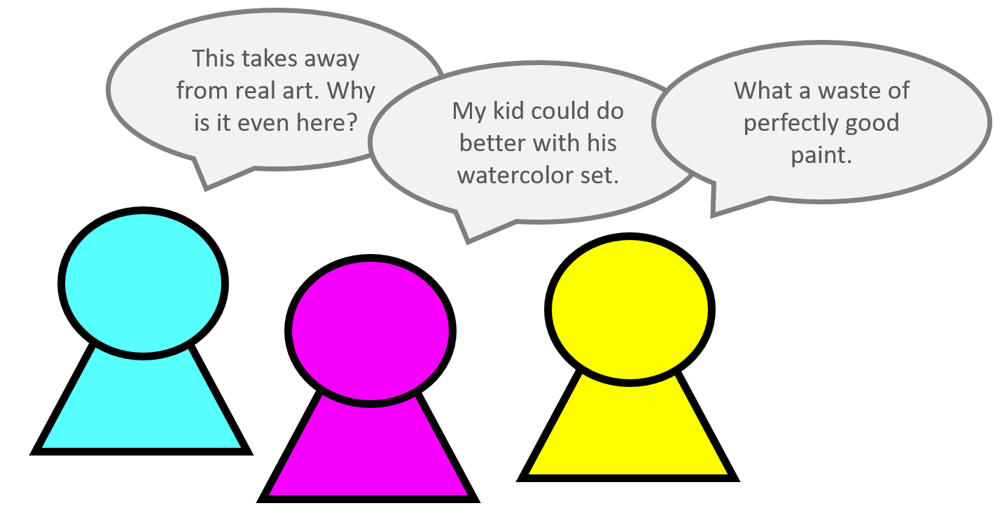 This takes away
from real art. Why
is it even here?
My kid could do
better with his
watercolor set.
What a waste of
perfectly good
paint.